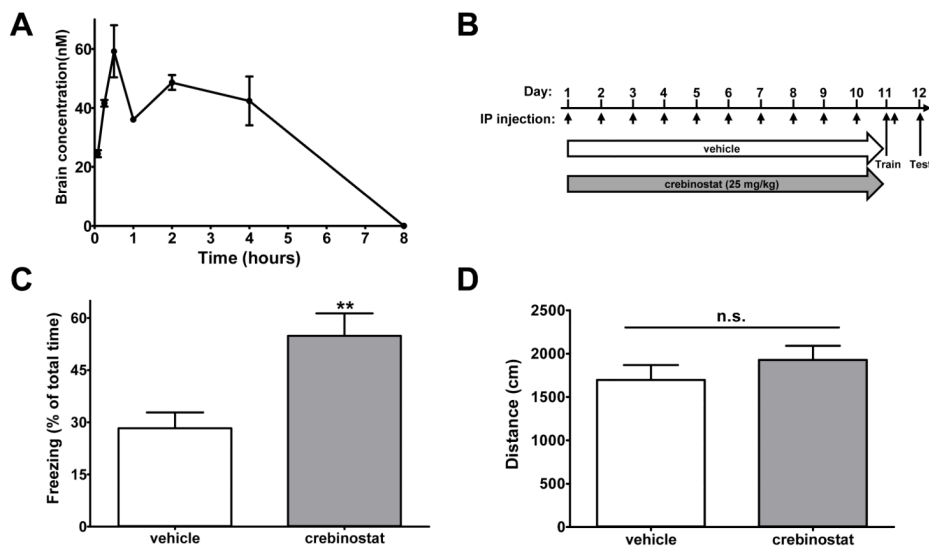 A
Brain concentration(nM)
60
40
20
0
0 1 2 3 4 5 6 7 8
Time (hours)
B
Day: 1 2 3 4 5 6 7 8 9 10 11 12
IP injection:
vehicle
Train Test
crebinostat (25 mg/kg)
C
Freezing (% of total time)
60
45
30
15
0
**
vehicle crebinostat
D
Distance (cm)
2500
2000
1500
1000
500
0
n.s.
vehicle crebinostat